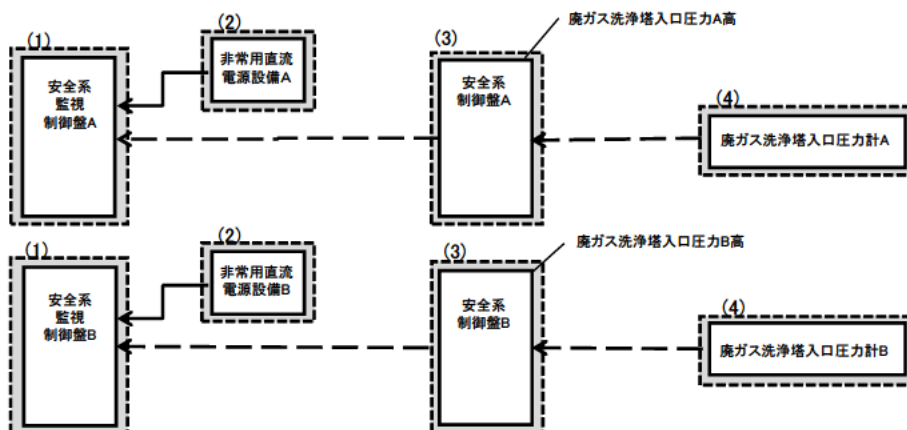 廃ガス洗浄塔入口圧力A高
(1)
(2)
(3)
(4)
安全系
監視
制御盤A
非常用直流
電源設備A
安全系
制御盤A
廃ガス洗浄塔入口圧力計A
廃ガス洗浄塔入口圧力B高
(1)
(2)
(3)
(4)
安全系
監視
制御盤B
非常用直流
電源設備B
安全系
制御盤B
廃ガス洗浄塔入口圧力計B